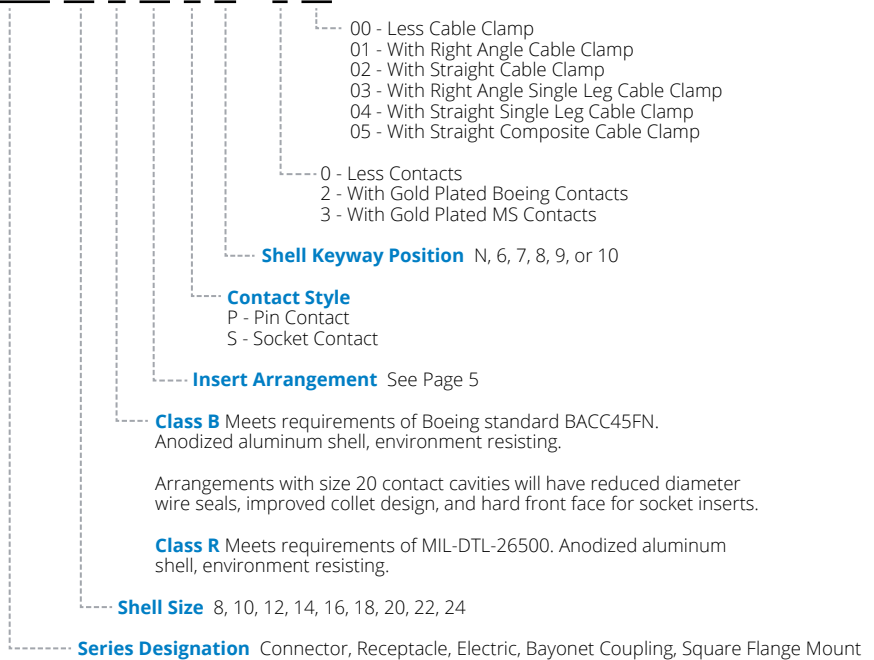 00 - Less Cable Clamp
01 - With Right Angle Cable Clamp
02 - With Straight Cable Clamp
03 - With Right Angle Single Leg Cable Clamp
04 - With Straight Single Leg Cable Clamp
05 - With Straight Composite Cable Clamp
0 - Less Contacts
2 - With Gold Plated Boeing Contacts
3 - With Gold Plated MS Contacts
Shell Keyway Position N, 6, 7, 8, 9, or 10
Contact Style
P - Pin Contact
S - Socket Contact
Insert Arrangement See Page 5
Class B Meets requirements of Boeing standard BACC45FN.
Anodized aluminum shell, environment resisting.
Arrangements with size 20 contact cavities will have reduced diameter
wire seals, improved collet design, and hard front face for socket inserts.
Class R Meets requirements of MIL-DTL-26500. Anodized aluminum
shell, environment resisting.
Shell Size 8, 10, 12, 14, 16, 18, 20, 22, 24
Series Designation Connector, Receptacle, Electric, Bayonet Coupling, Square Flange Mount